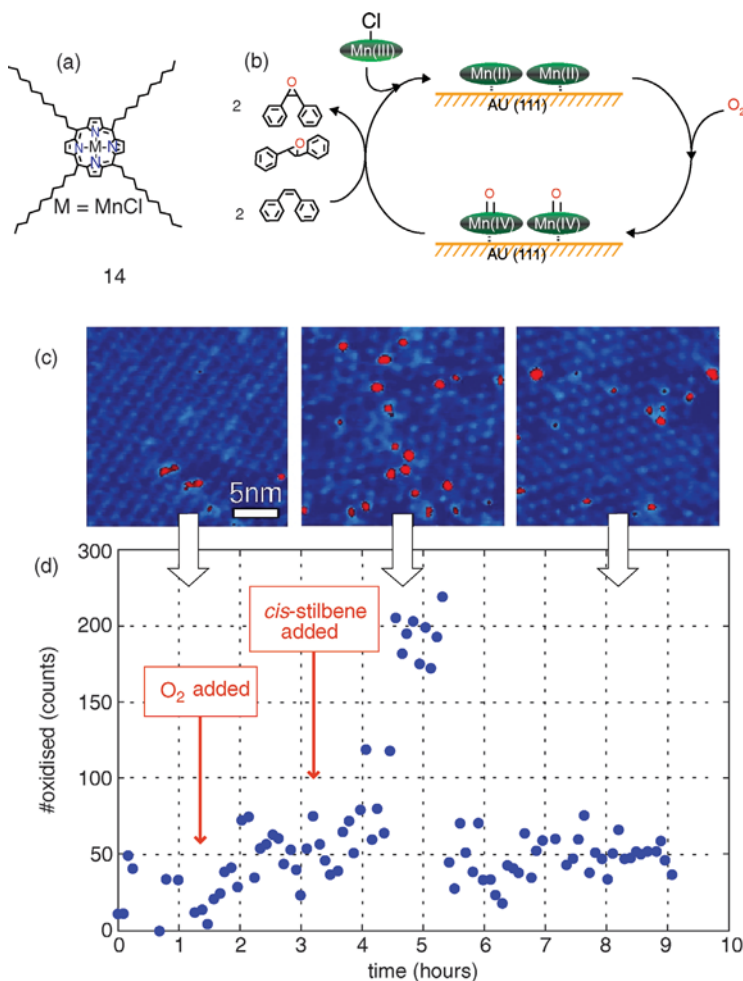 (a)
N
N
M
N
N
M = MnCl
14
(b)
Cl
Mn(III)
2
O
O
2
Mn(II)
Mn(II)
AU (111)
O₂
O
O
Mn(IV)
Mn(IV)
AU (111)
(c)
5nm
(d)
300
200
150
100
50
0
#oxidised (counts)
O₂ added
cis-stilbene
added
0 1 2 3 4 5 6 7 8 9 10
time (hours)